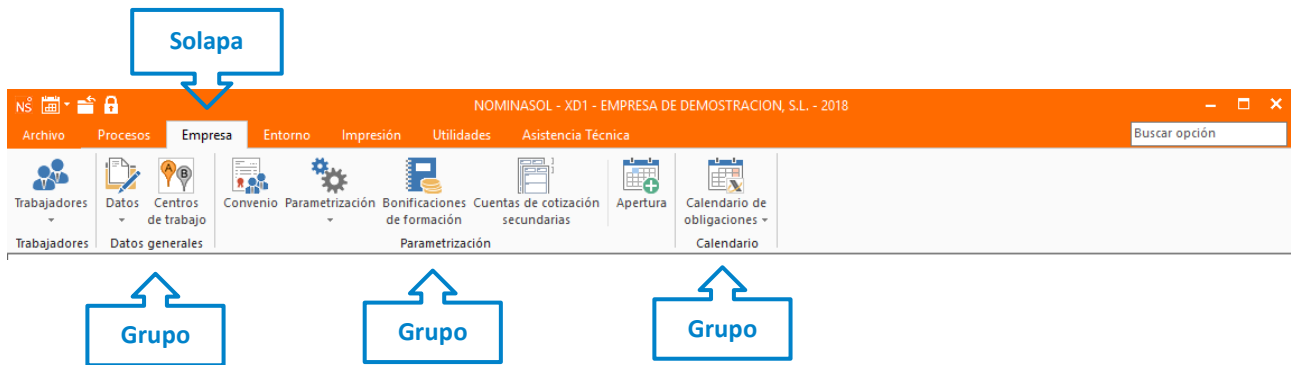 Solapa
NS
NOMINASOL - XD1 - EMPRESA DE DEMOSTRACION, S.L. - 2018
Archivo Procesos Empresa Entorno Impresión Utilidades Asistencia Técnica Buscar opción
A B
Trabajadores Datos Centros Convenio Parametrización Bonificaciones Cuentas de cotización Apertura Calendario de
de trabajo de formación secundarias obligaciones
Trabajadores Datos generales Parametrización Calendario
Grupo Grupo Grupo